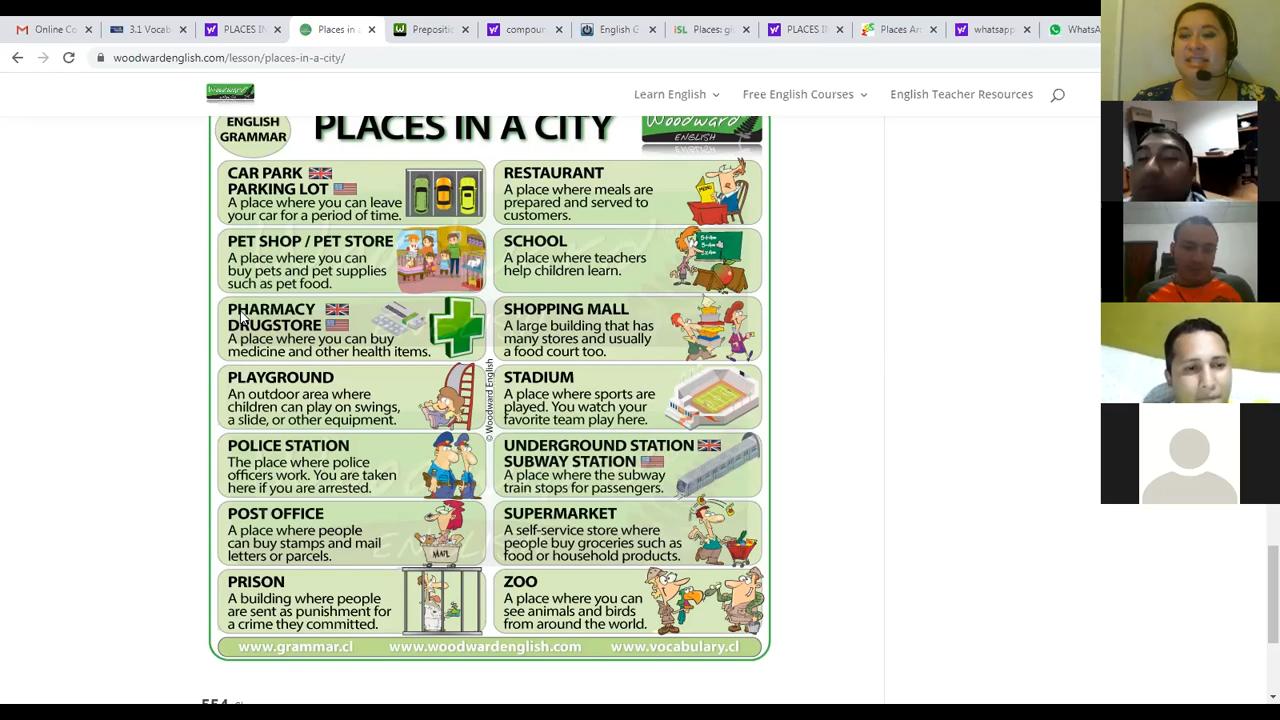 Online C
3.1 Vocab
PLACES IN
Places in a
Prepositic
compour
English G
Places: gi
PLACES II
Places Are
whatsapp
WhatsA
woodwardenglish.com/lesson/places-in-a-city/
Woodward
Learn English
Free English Courses
English Teacher Resources
ENGLISH
GRAMMAR
PLACES IN A CITY
Woodward
ENGLISH
CAR PARK
PARKING LOT
A place where you can leave
your car for a period of time.
PET SHOP / PET STORE
A place where you can
buy pets and pet supplies
such as pet food.
PHARMACY
DRUGSTORE
A place where you can buy
medicine and other health items.
PLAYGROUND
An outdoor area where
children can play on swings,
a slide, or other equipment.
POLICE STATION
The place where police
officers work. You are taken
here if you are arrested.
POST OFFICE
A place where people
can buy stamps and mail
letters or parcels.
MAIL
PRISON
A building where people
are sent as punishment for
a crime they committed.
© Woodward English
RESTAURANT
A place where meals are
prepared and served to
customers.
MENU
SCHOOL
A place where teachers
help children learn.
SHOPPING MALL
A large building that has
many stores and usually
a food court too.
STADIUM
A place where sports are
played. You watch your
favorite team play here.
UNDERGROUND STATION
SUBWAY STATION
A place where the subway
train stops for passengers.
SUPERMARKET
A self-service store where
people buy groceries such as
food or household products.
ZOO
A place where you can
see animals and birds
from around the world.
www.grammar.cl www.woodwardenglish.com www.vocabulary.cl